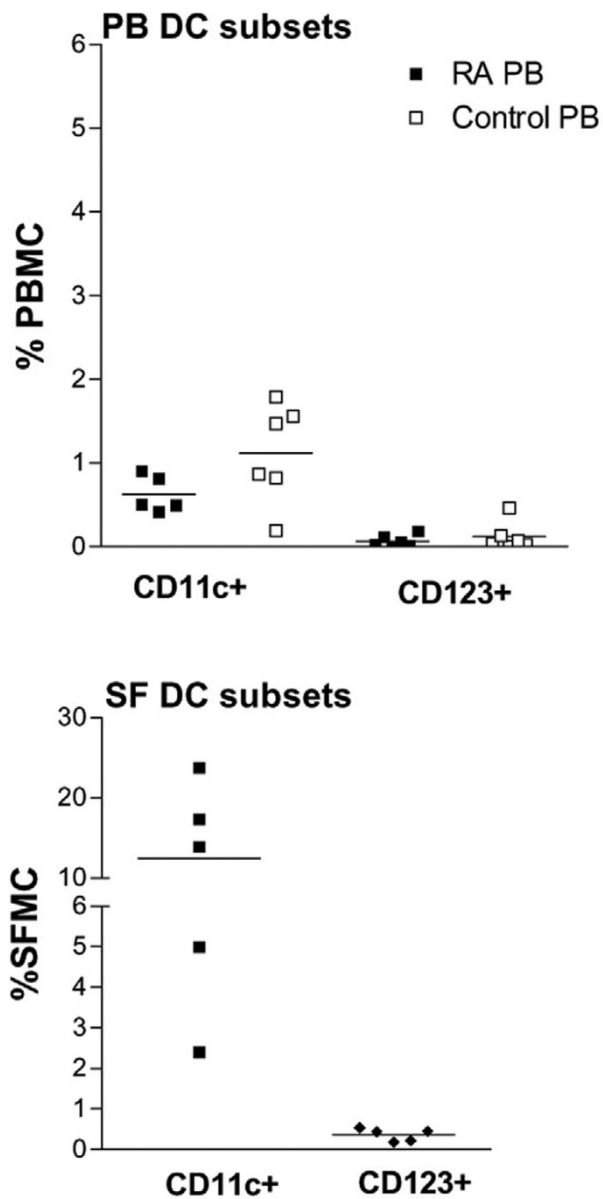 PB DC subsets
6
RA PB
Control PB
5
4
3
2
1
0
% PBMC
CD11c+
CD123+
SF DC subsets
30
20
10
6
5
4
3
2
1
0
%SFMC
CD11c+
CD123+